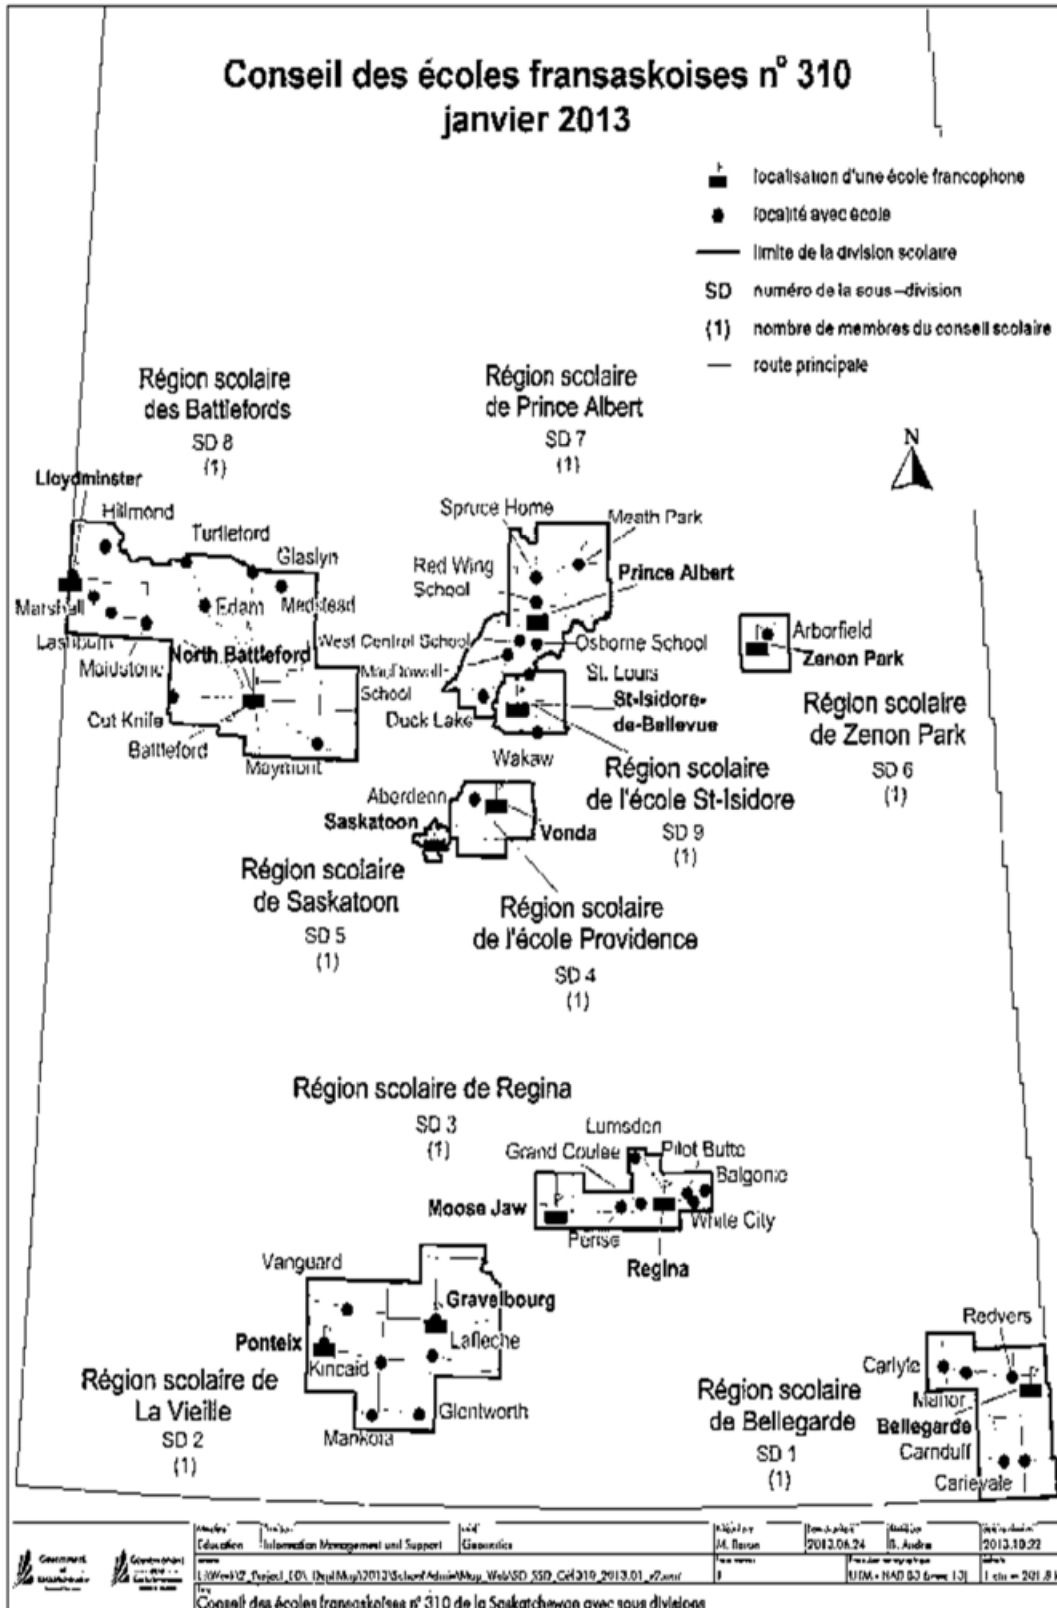 Conseil des écoles fransaskoises n° 310
janvier 2013
localisation d'une école francophone
localité avec école
limite de la division scolaire
SD numéro de la sous-division
(1) nombre de membres du conseil scolaire
route principale
Région scolaire
des Battlefords
SD 8
(1)
Région scolaire
de Prince Albert
SD 7
(1)
N
Lloydminster
Hillmond
Turtleford
Glaslyn
Medstead
Edam
Marshall
Lashburn
Maidstone
North Battleford
Cut Knife
Battleford
Maymont
Spruce Home
Meath Park
Red Wing
School
Prince Albert
West Central School
Osborne School
MacDowall
School
St. Louis
Duck Lake
St-Isidore-
de-Bellevue
Wakaw
Arborfield
Zenon Park
Région scolaire
de Zenon Park
SD 6
(1)
Région scolaire
de l'école St-Isidore
SD 9
(1)
Aberdeen
Saskatoon
Vonda
Région scolaire
de Saskatoon
SD 5
(1)
Région scolaire
de l'école Providence
SD 4
(1)
Région scolaire de Regina
SD 3
(1)
Lumsden
Grand Coulee
Pilot Butte
Balgonie
Moose Jaw
White City
Pense
Regina
Vanguard
Gravelbourg
Ponteix
Lafleche
Kincaid
Glentworth
Mankota
Région scolaire de
La Vieille
SD 2
(1)
Redvers
Carlyle
Manor
Bellegarde
Carnduff
Carievale
Région scolaire
de Bellegarde
SD 1
(1)
Education Information Management and Support Geomatics 2013.06.24 2013.10.22
Conseil des écoles fransaskoises n° 310 de la Saskatchewan avec sous divisions